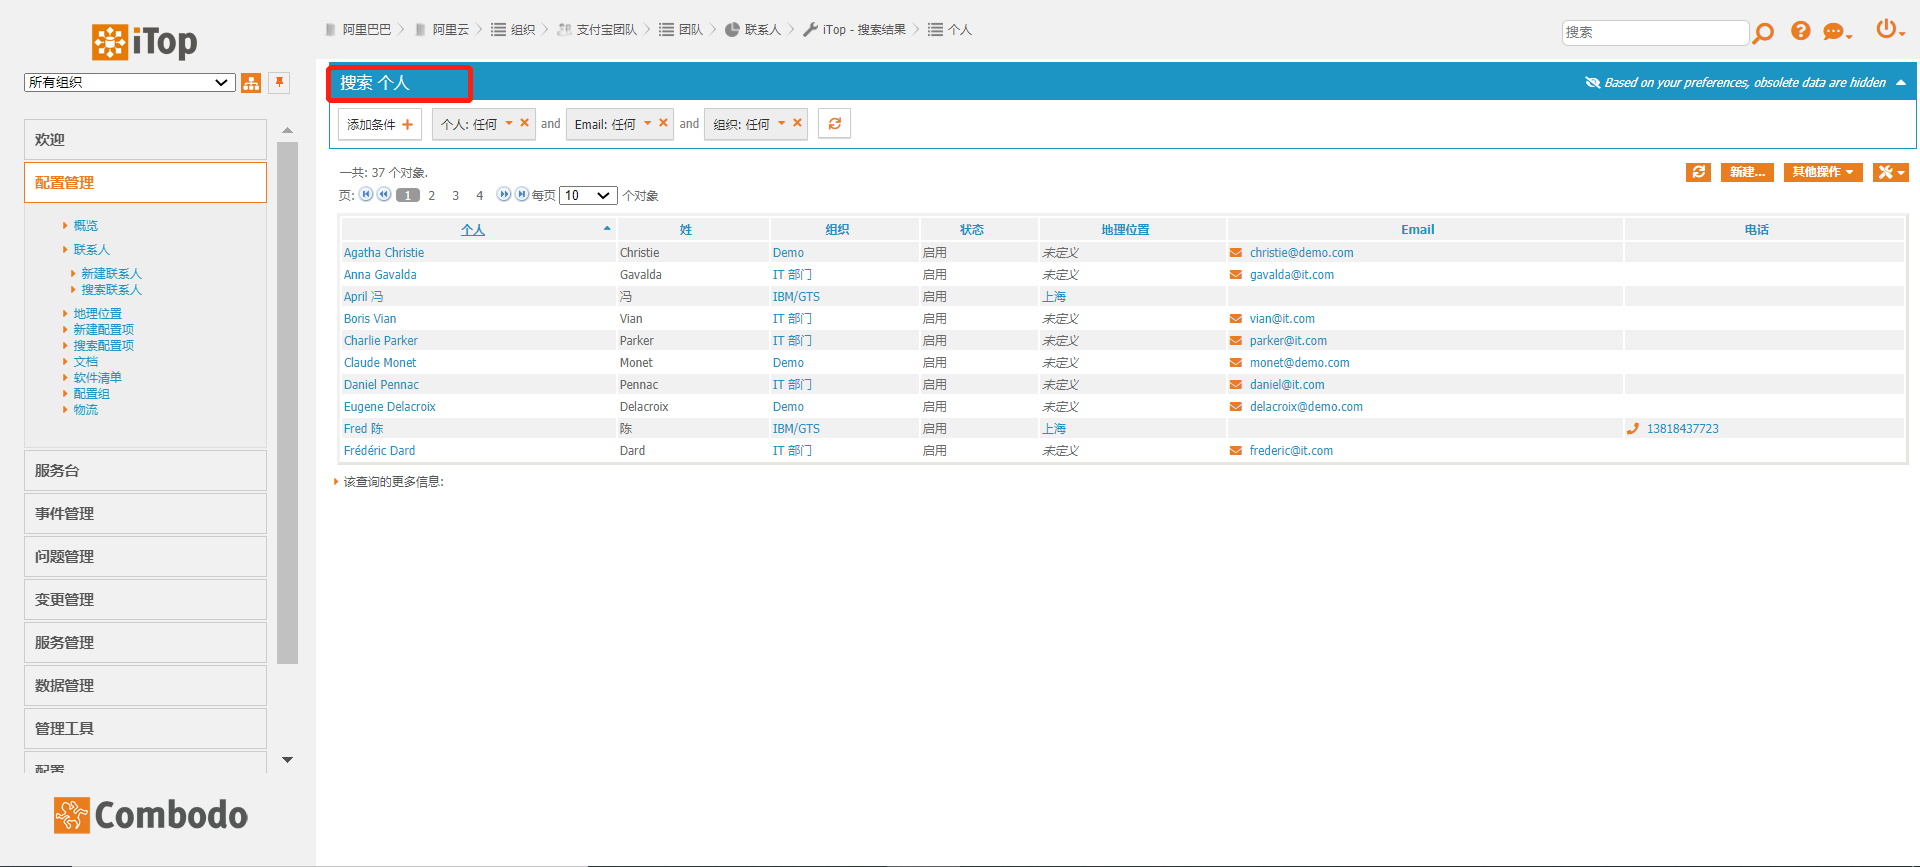 iTop
阿里巴巴 阿里云 组织 支付宝团队 团队 联系人 iTop - 搜索结果 个人
搜索
所有组织
欢迎
配置管理
概览
联系人
新建联系人
搜索联系人
地理位置
新建配置项
搜索配置项
文档
软件清单
配置组
物流
服务台
事件管理
问题管理
变更管理
服务管理
数据管理
管理工具
配置
Combodo
搜索 个人
Based on your preferences, obsolete data are hidden
添加条件 个人: 任何 and Email: 任何 and 组织: 任何
一共: 37 个对象.
新建... 其他操作
页: 1 2 3 4 每页 10 个对象
个人 姓 组织 状态 地理位置 Email 电话
Agatha Christie Christie Demo 启用 未定义 christie@demo.com
Anna Gavalda Gavalda IT 部门 启用 未定义 gavalda@it.com
April 冯 冯 IBM/GTS 启用 上海
Boris Vian Vian IT 部门 启用 未定义 vian@it.com
Charlie Parker Parker IT 部门 启用 未定义 parker@it.com
Claude Monet Monet Demo 启用 未定义 monet@demo.com
Daniel Pennac Pennac IT 部门 启用 未定义 daniel@it.com
Eugene Delacroix Delacroix Demo 启用 未定义 delacroix@demo.com
Fred 陈 陈 IBM/GTS 启用 上海 13818437723
Frédéric Dard Dard IT 部门 启用 未定义 frederic@it.com
该查询的更多信息: